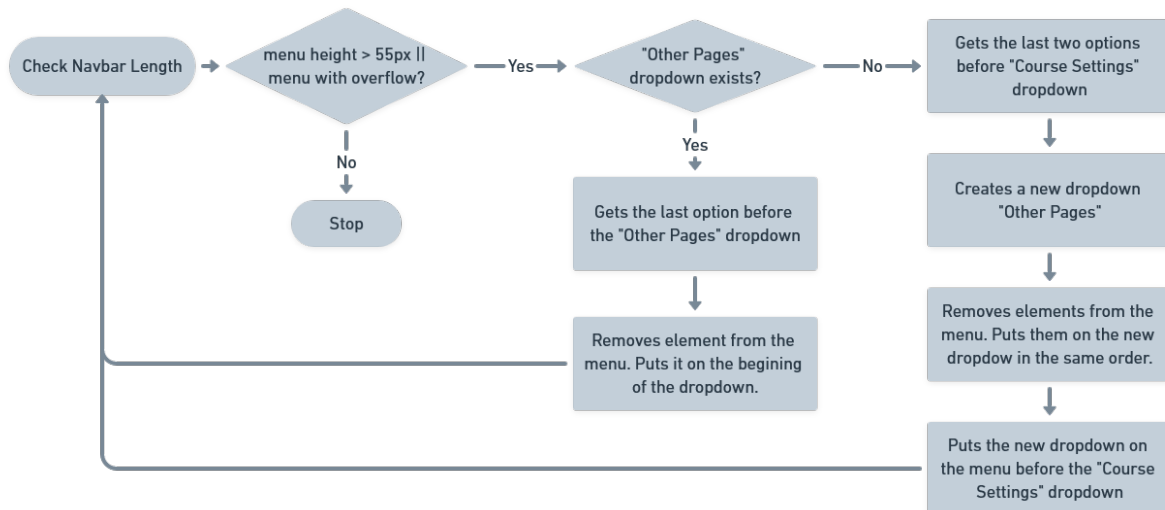 Check Navbar Length
menu height > 55px ||
menu with overflow?
Yes
"Other Pages"
dropdown exists?
No
Gets the last two options
before "Course Settings"
dropdown
No
Stop
Yes
Gets the last option before
the "Other Pages" dropdown
Creates a new dropdown
"Other Pages"
Removes element from the
menu. Puts it on the begining
of the dropdown.
Removes elements from the
menu. Puts them on the new
dropdow in the same order.
Puts the new dropdown on
the menu before the "Course
Settings" dropdown